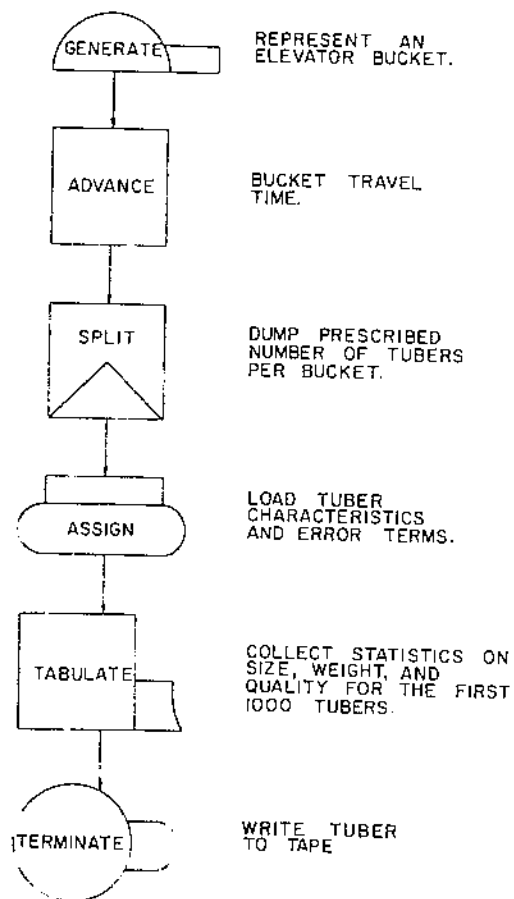 GENERATE
REPRESENT AN
ELEVATOR BUCKET.
ADVANCE
BUCKET TRAVEL
TIME.
SPLIT
DUMP PRESCRIBED
NUMBER OF TUBERS
PER BUCKET.
ASSIGN
LOAD TUBER
CHARACTERISTICS
AND ERROR TERMS.
TABULATE
COLLECT STATISTICS ON
SIZE, WEIGHT, AND
QUALITY FOR THE FIRST
1000 TUBERS.
TERMINATE
WRITE TUBER
TO TAPE